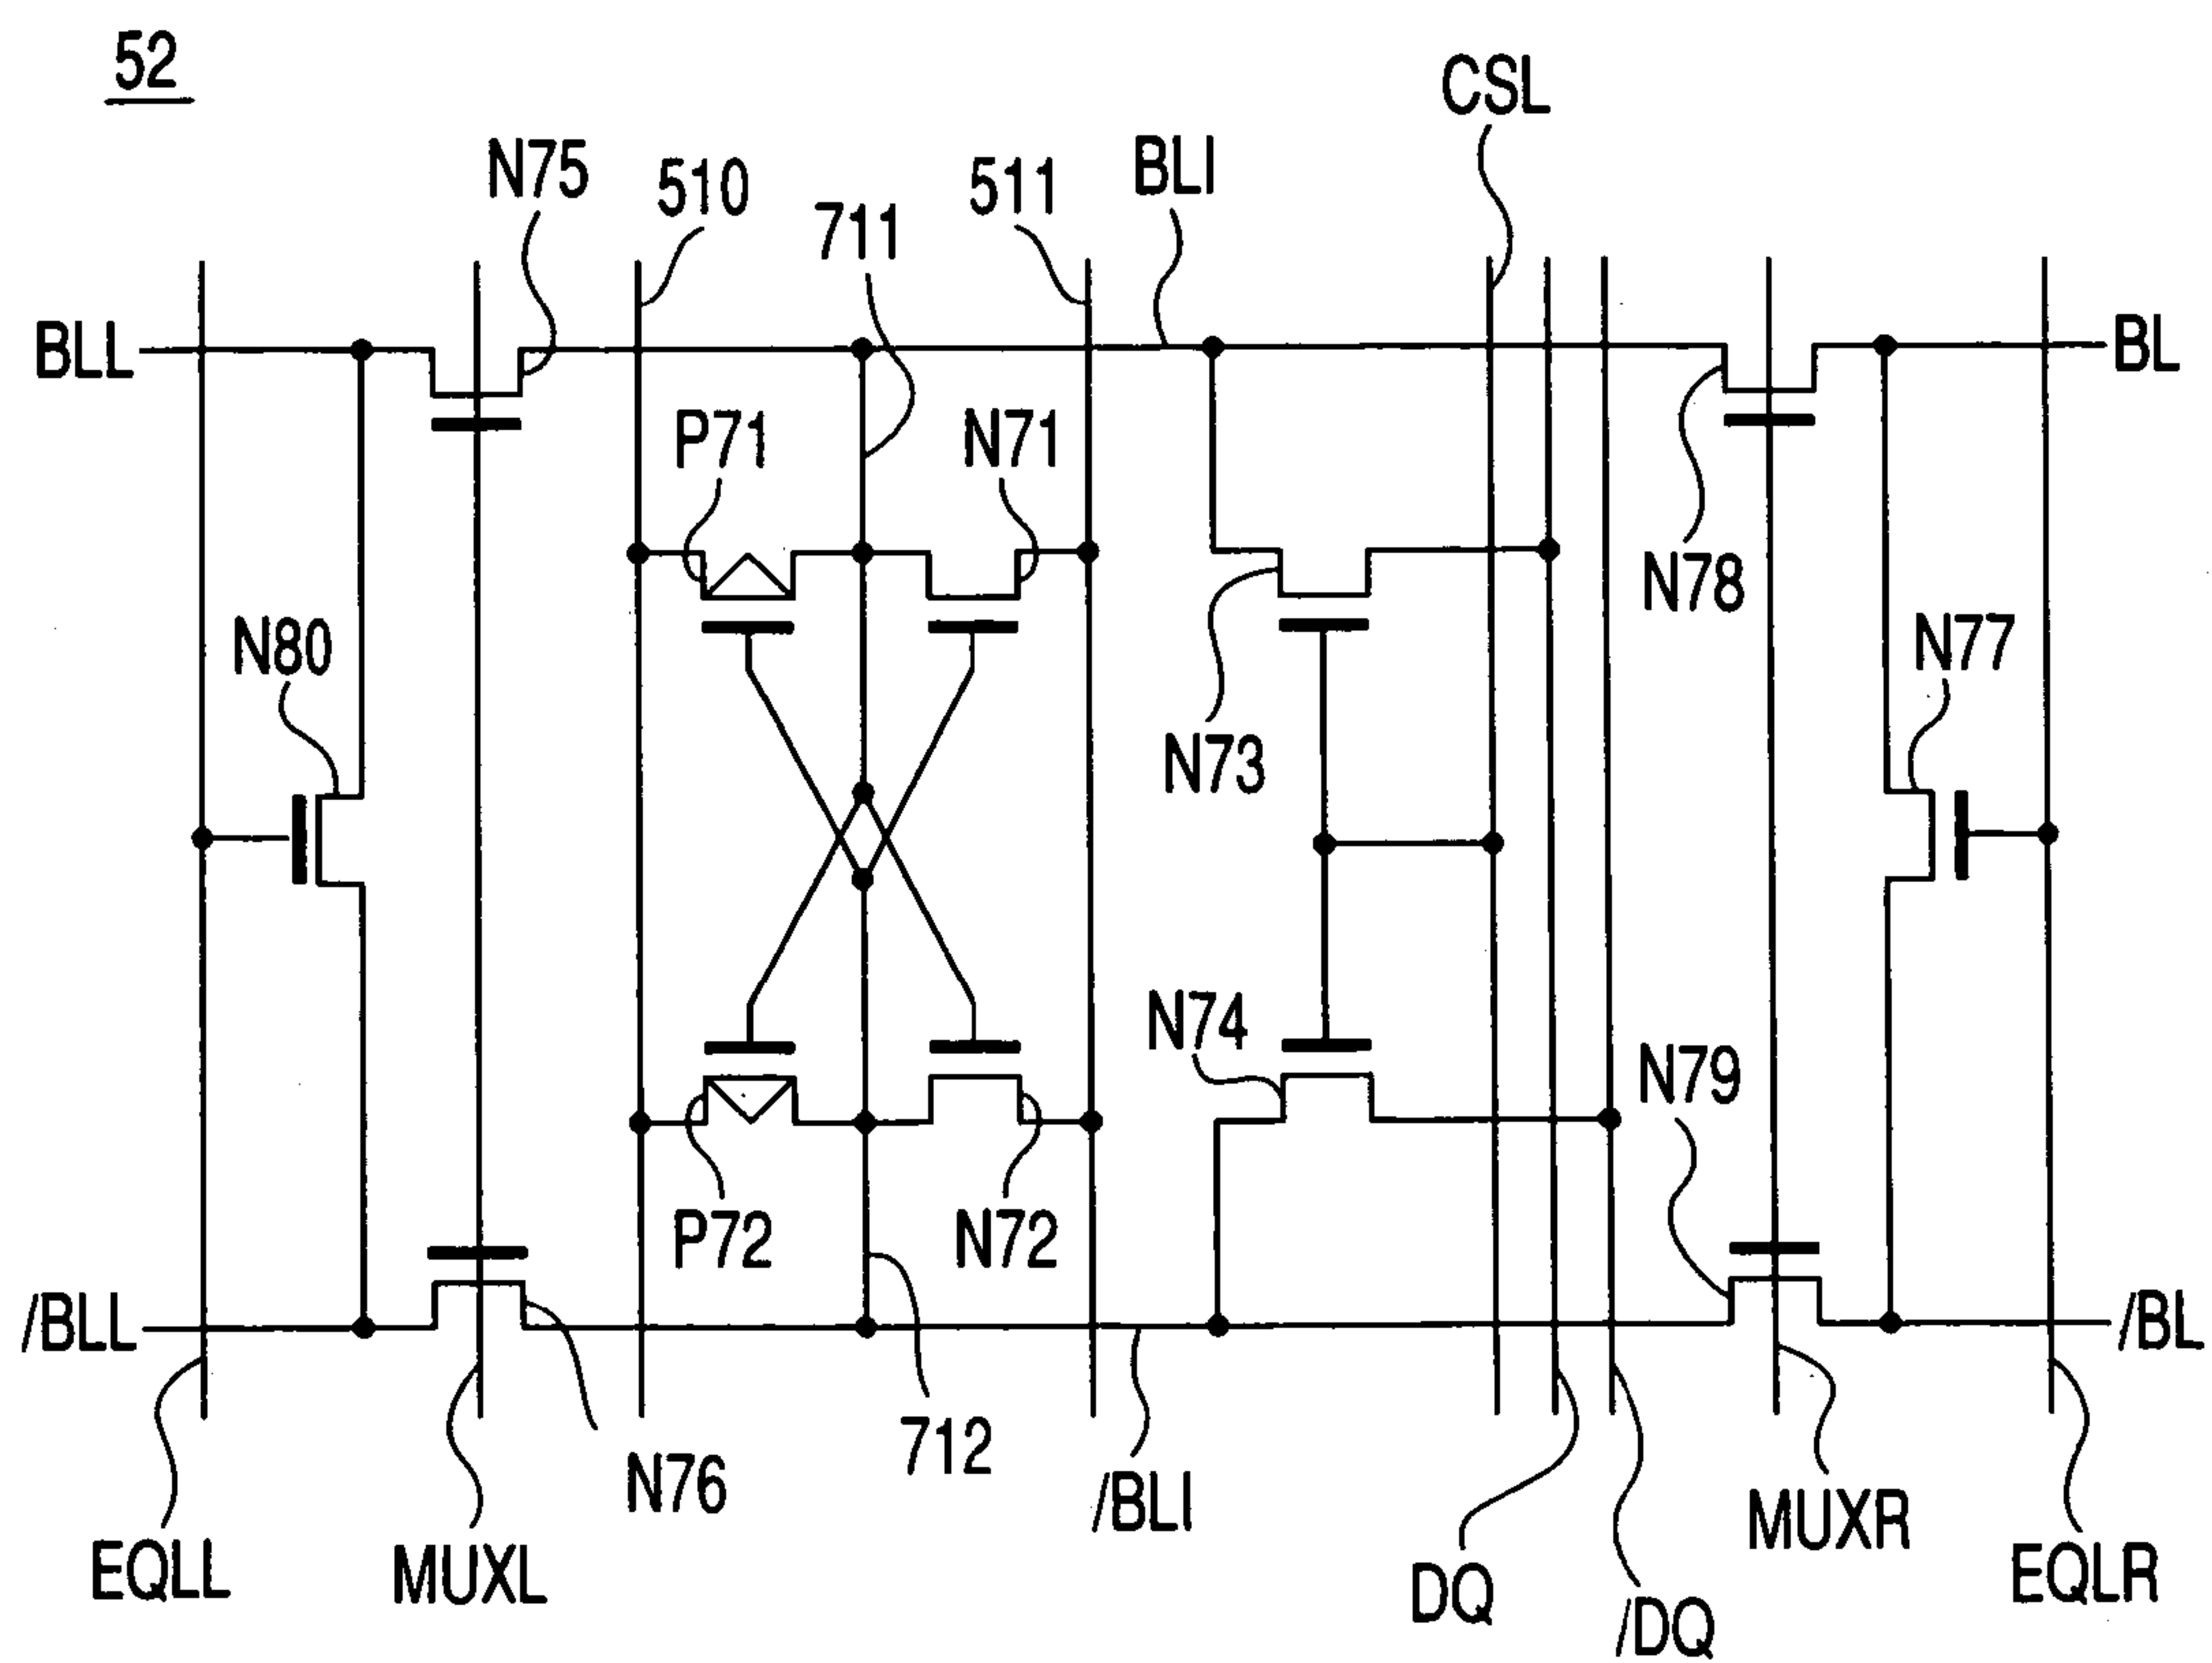 52
CSL
N75
510
711
511
BLI
BLL
BL
P71
N71
N78
N80
N77
N73
N74
N79
P72
N72
/BLL
/BL
712
N76
/BLI
MUXR
EQLL
MUXL
DQ
/DQ
EQLR